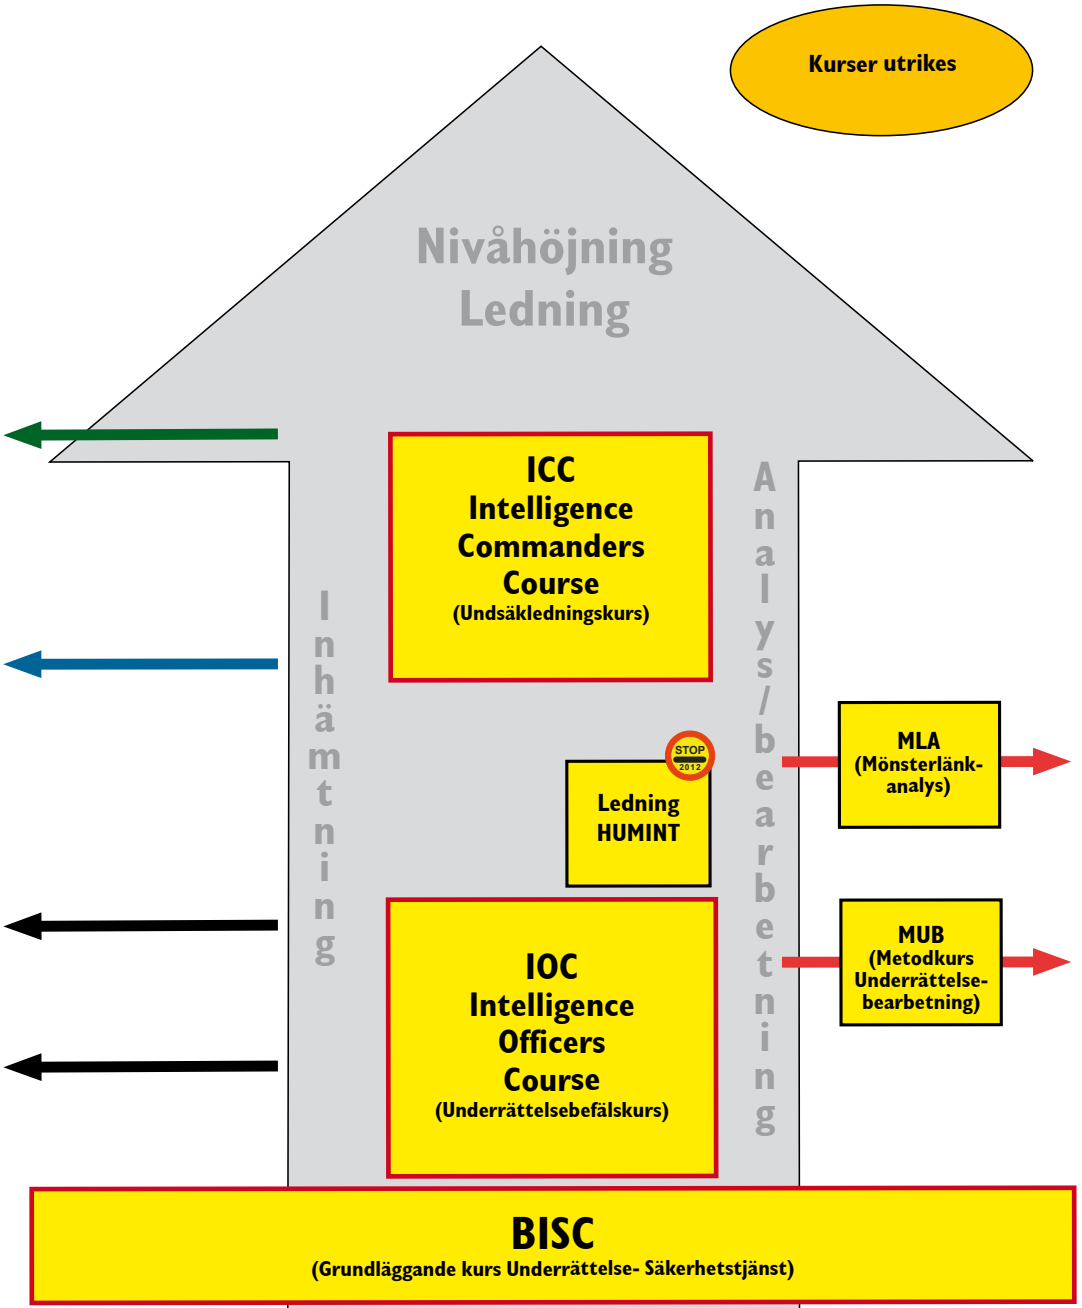 Kurser utrikes
Nivåhöjning
Ledning
ICC
Intelligence
Commanders
Course
(Undsäkledningskurs)
Inhämtning
Analys/bearbetning
STOP
2012
Ledning
HUMINT
MLA
(Mönsterlänk-
analys)
IOC
Intelligence
Officers
Course
(Underrättelsebefälskurs)
MUB
(Metodkurs
Underrättelse-
bearbetning)
BISC
(Grundläggande kurs Underrättelse- Säkerhetstjänst)